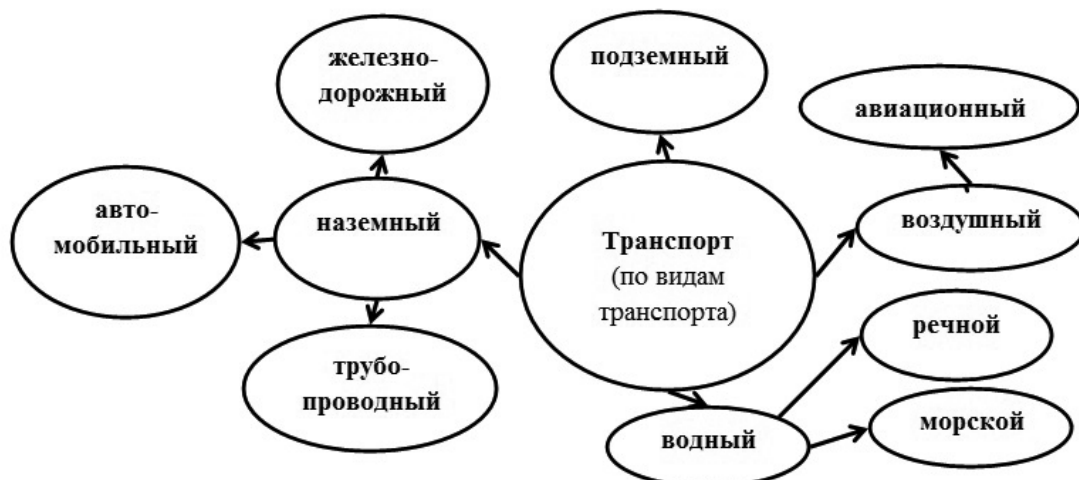 железно-
дорожный
подземный
авиационный
авто-
мобильный
наземный
Транспорт
(по видам
транспорта)
воздушный
речной
трубо-
проводный
водный
морской